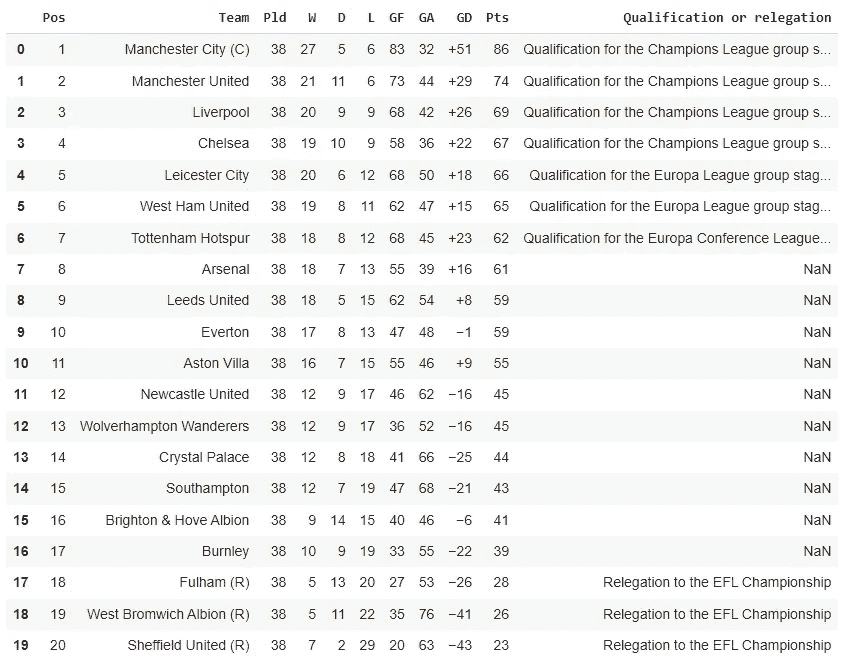 Pos Team Pld W D L GF GA GD Pts Qualification or relegation
0 1 Manchester City (C) 38 27 5 6 83 32 +51 86 Qualification for the Champions League group s...
1 2 Manchester United 38 21 11 6 73 44 +29 74 Qualification for the Champions League group s...
2 3 Liverpool 38 20 9 9 68 42 +26 69 Qualification for the Champions League group s...
3 4 Chelsea 38 19 10 9 58 36 +22 67 Qualification for the Champions League group s...
4 5 Leicester City 38 20 6 12 68 50 +18 66 Qualification for the Europa League group stag...
5 6 West Ham United 38 19 8 11 62 47 +15 65 Qualification for the Europa League group stag...
6 7 Tottenham Hotspur 38 18 8 12 68 45 +23 62 Qualification for the Europa Conference League...
7 8 Arsenal 38 18 7 13 55 39 +16 61 NaN
8 9 Leeds United 38 18 5 15 62 54 +8 59 NaN
9 10 Everton 38 17 8 13 47 48 −1 59 NaN
10 11 Aston Villa 38 16 7 15 55 46 +9 55 NaN
11 12 Newcastle United 38 12 9 17 46 62 −16 45 NaN
12 13 Wolverhampton Wanderers 38 12 9 17 36 52 −16 45 NaN
13 14 Crystal Palace 38 12 8 18 41 66 −25 44 NaN
14 15 Southampton 38 12 7 19 47 68 −21 43 NaN
15 16 Brighton & Hove Albion 38 9 14 15 40 46 −6 41 NaN
16 17 Burnley 38 10 9 19 33 55 −22 39 NaN
17 18 Fulham (R) 38 5 13 20 27 53 −26 28 Relegation to the EFL Championship
18 19 West Bromwich Albion (R) 38 5 11 22 35 76 −41 26 Relegation to the EFL Championship
19 20 Sheffield United (R) 38 7 2 29 20 63 −43 23 Relegation to the EFL Championship